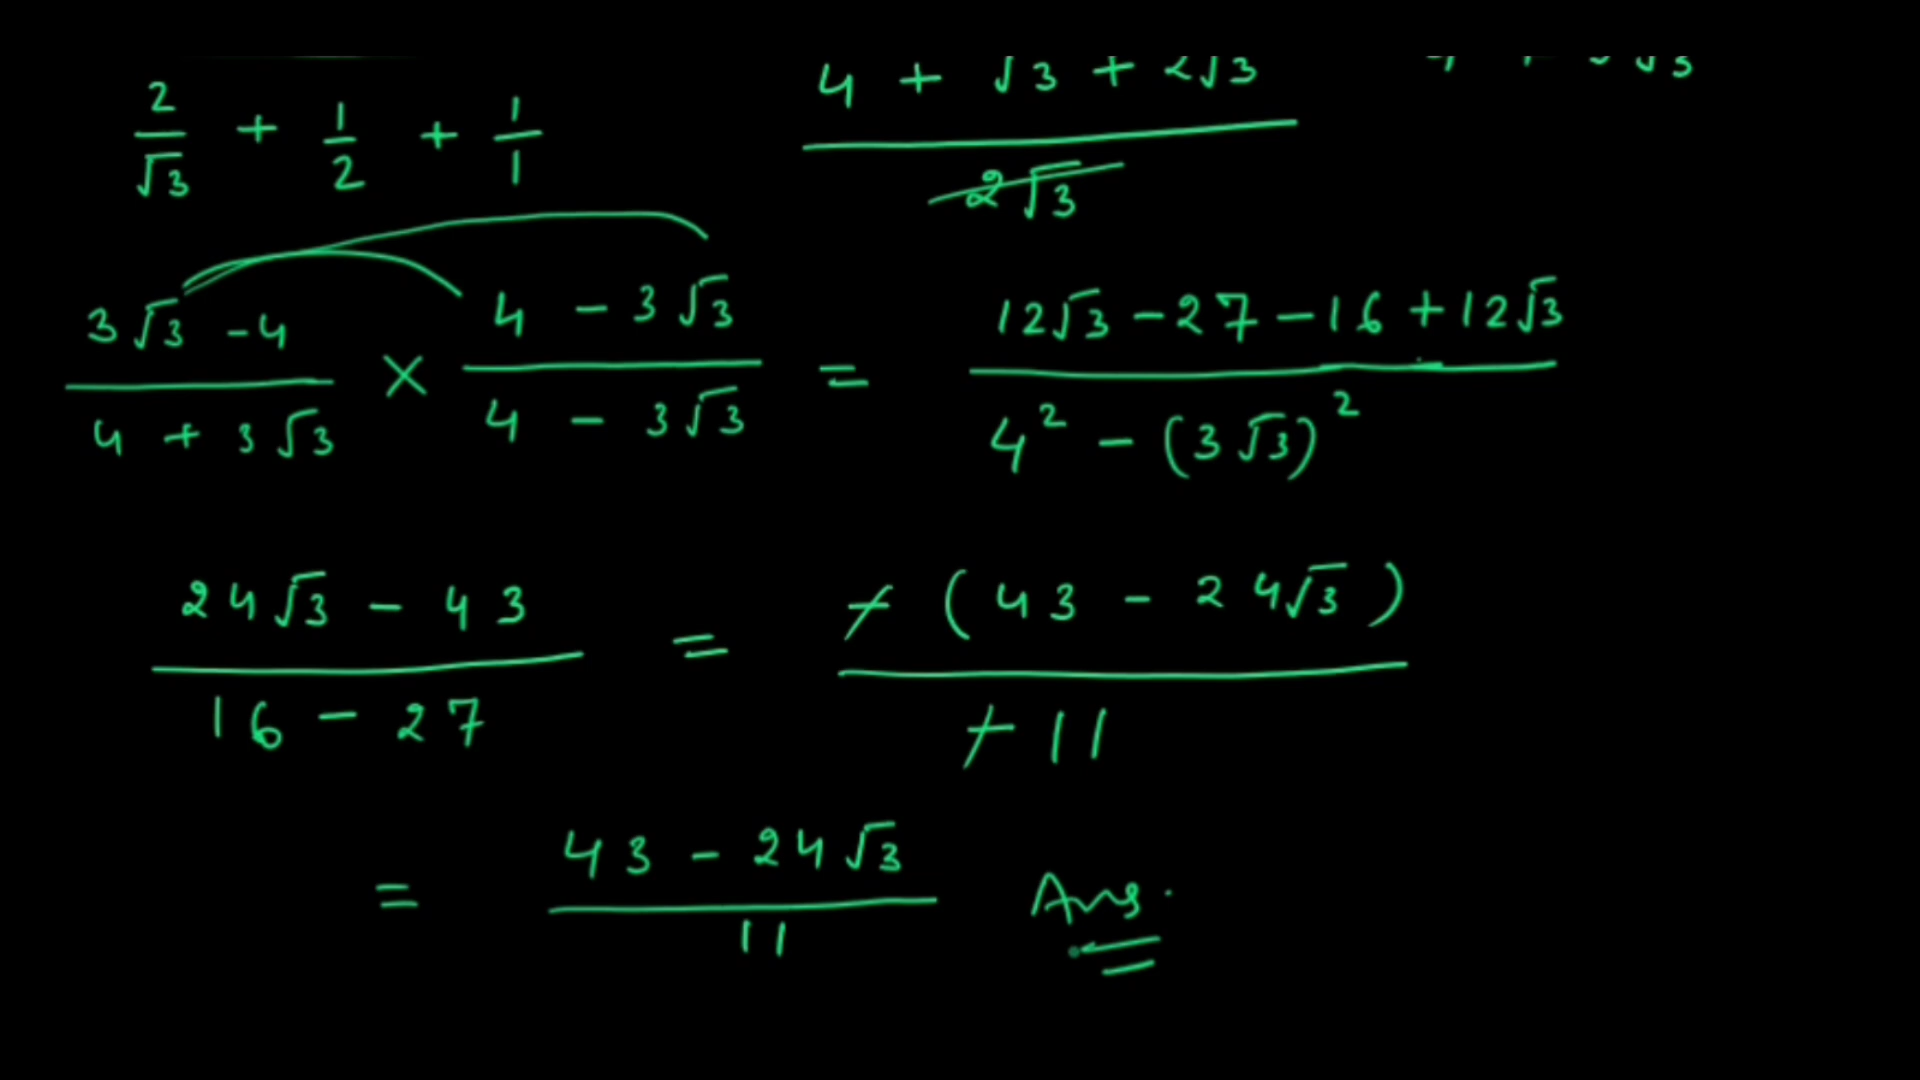 2/√3 + 1/2 + 1/1
4 + √3 + 2√3 / 2√3
3√3 - 4 / 4 + 3√3 × 4 - 3√3 / 4 - 3√3 = 12√3 - 27 - 16 + 12√3 / 4² - (3√3)²
24√3 - 43 / 16 - 27 = -(43 - 24√3) / -11
= 43 - 24√3 / 11 Ans.